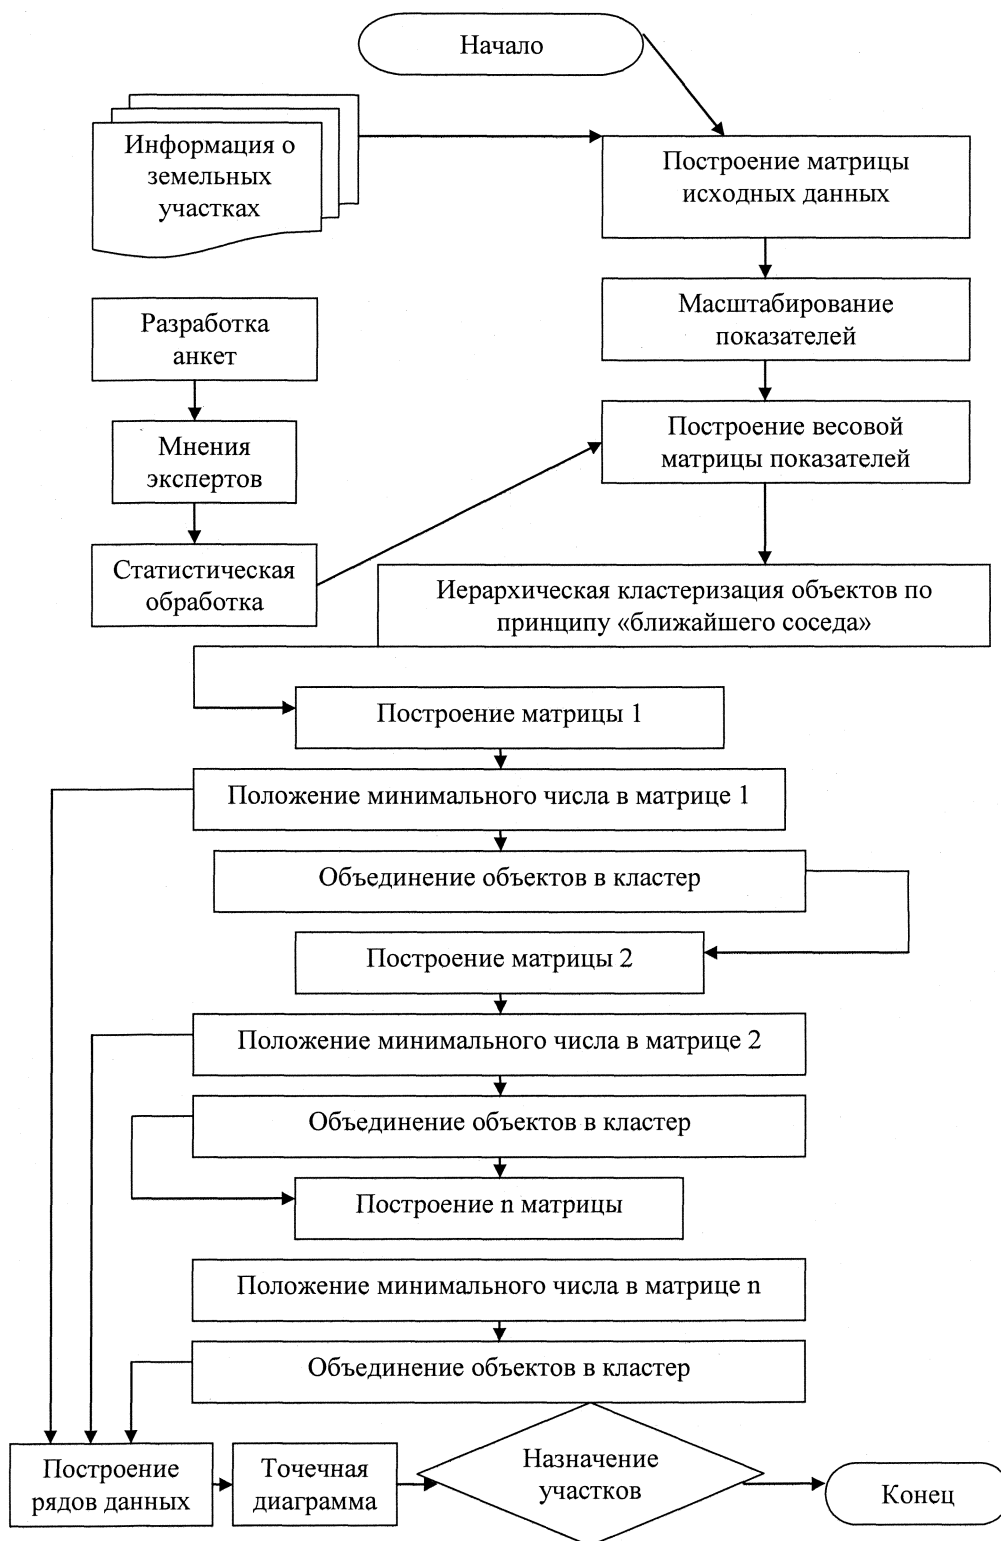 Начало
Информация о
земельных
участках
Построение матрицы
исходных данных
Масштабирование
показателей
Разработка
анкет
Мнения
экспертов
Построение весовой
матрицы показателей
Статистическая
обработка
Иерархическая кластеризация объектов по
принципу «ближайшего соседа»
Построение матрицы 1
Положение минимального числа в матрице 1
Объединение объектов в кластер
Построение матрицы 2
Положение минимального числа в матрице 2
Объединение объектов в кластер
Построение n матрицы
Положение минимального числа в матрице n
Объединение объектов в кластер
Построение
рядов данных
Точечная
диаграмма
Назначение
участков
Конец